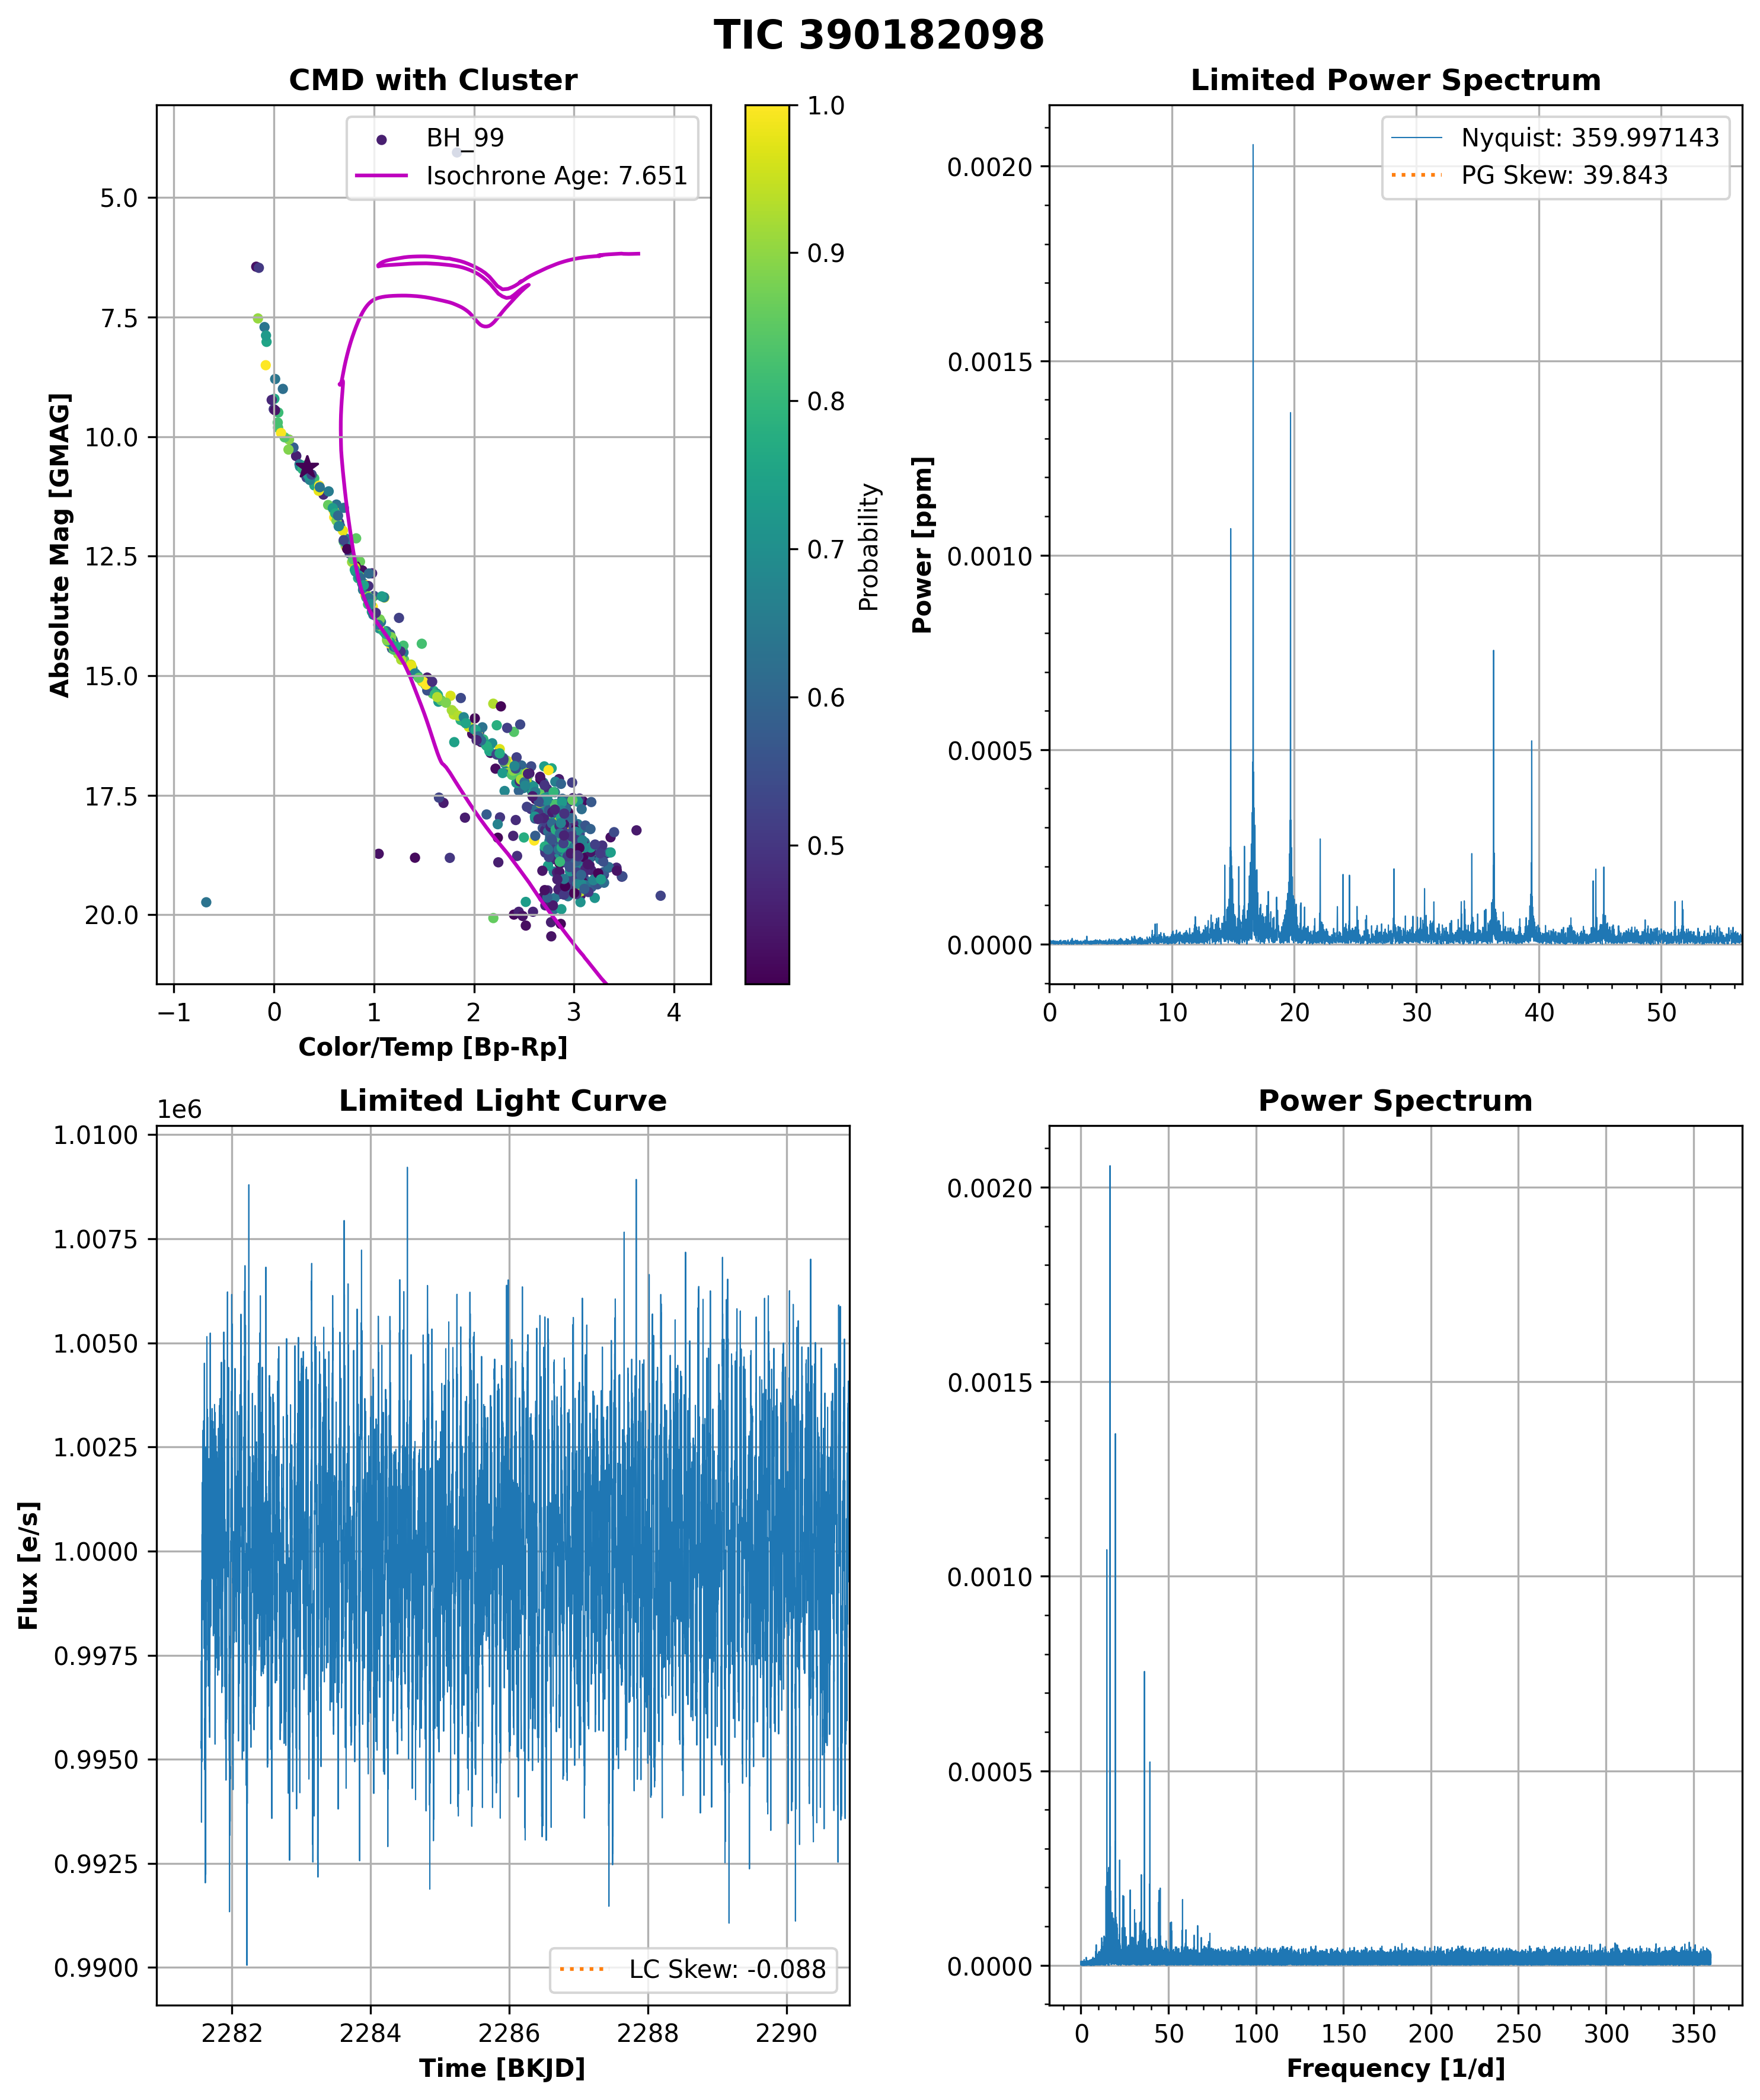 TIC 390182098
CMD with Cluster
BH_99
Isochrone Age: 7.651
5.0
7.5
10.0
12.5
15.0
17.5
20.0
Absolute Mag [GMAG]
−1 0 1 2 3 4
Color/Temp [Bp-Rp]
1.0
0.9
0.8
0.7
0.6
0.5
Probability
Limited Power Spectrum
Nyquist: 359.997143
PG Skew: 39.843
0.0020
0.0015
0.0010
0.0005
0.0000
Power [ppm]
0 10 20 30 40 50
Limited Light Curve
1e6
1.0100
1.0075
1.0050
1.0025
1.0000
0.9975
0.9950
0.9925
0.9900
Flux [e/s]
LC Skew: -0.088
2282 2284 2286 2288 2290
Time [BKJD]
Power Spectrum
0.0020
0.0015
0.0010
0.0005
0.0000
0 50 100 150 200 250 300 350
Frequency [1/d]